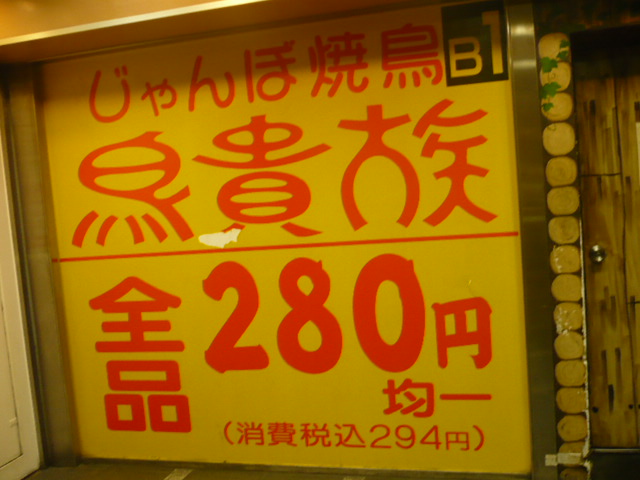 じゃんぼ焼鳥
B1
鳥貴族
全品280円
均一
(消費税込294円)